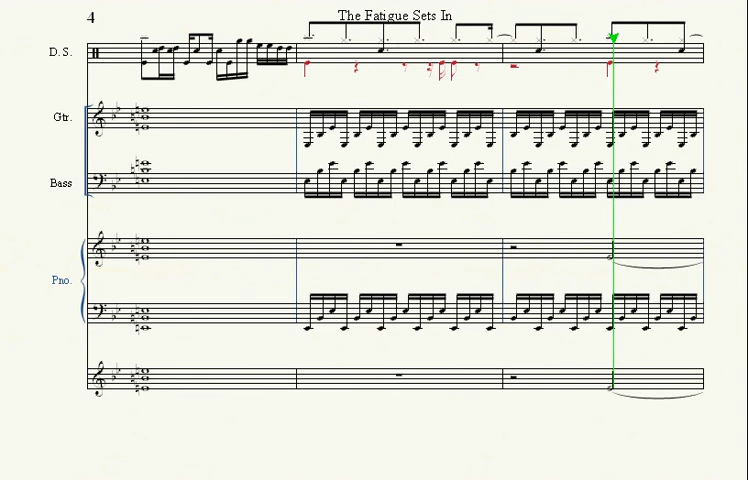 4
The Fatigue Sets In
D. S.
Gtr.
Bass
Pno.